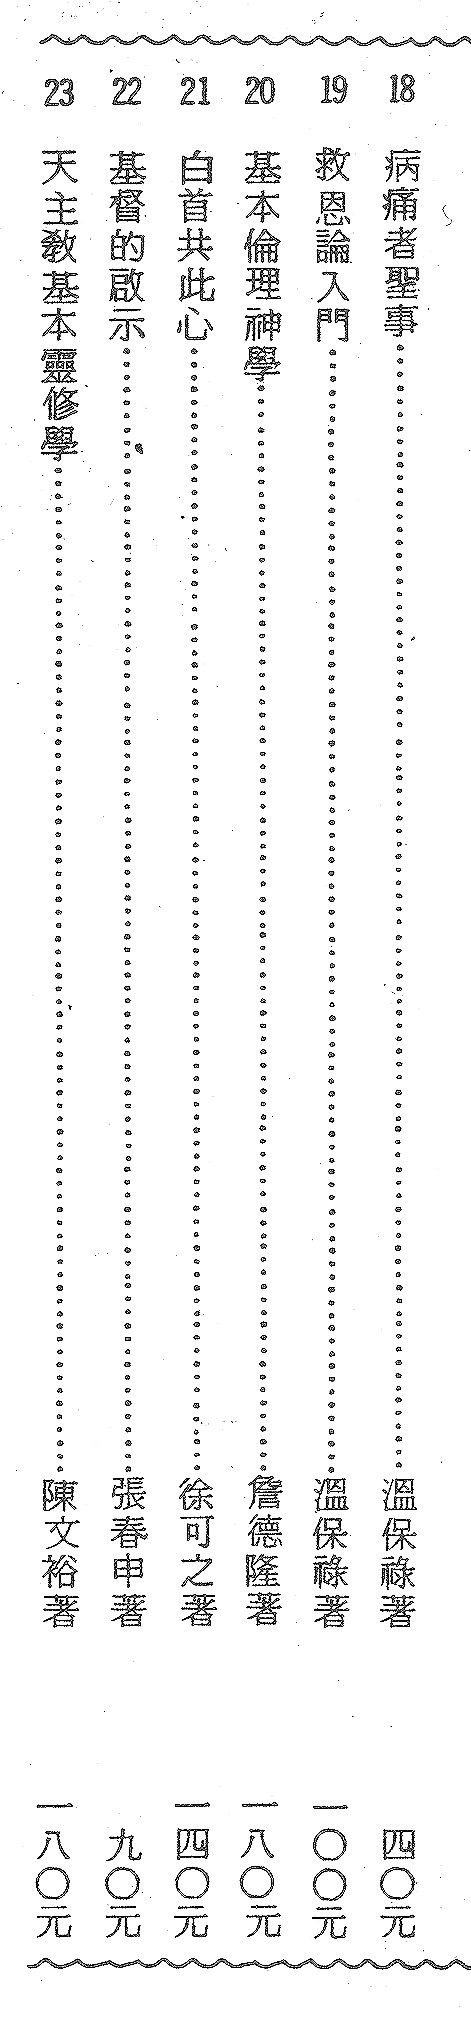 18 病痛者聖事……溫保祿著 四〇元
19 救恩論入門……溫保祿著 一〇〇元
20 基本倫理神學……詹德隆著 一八〇元
21 白首共此心……徐可之著 一四〇元
22 基督的啟示……張春申著 九〇元
23 天主教基本靈修學……陳文裕著 一八〇元